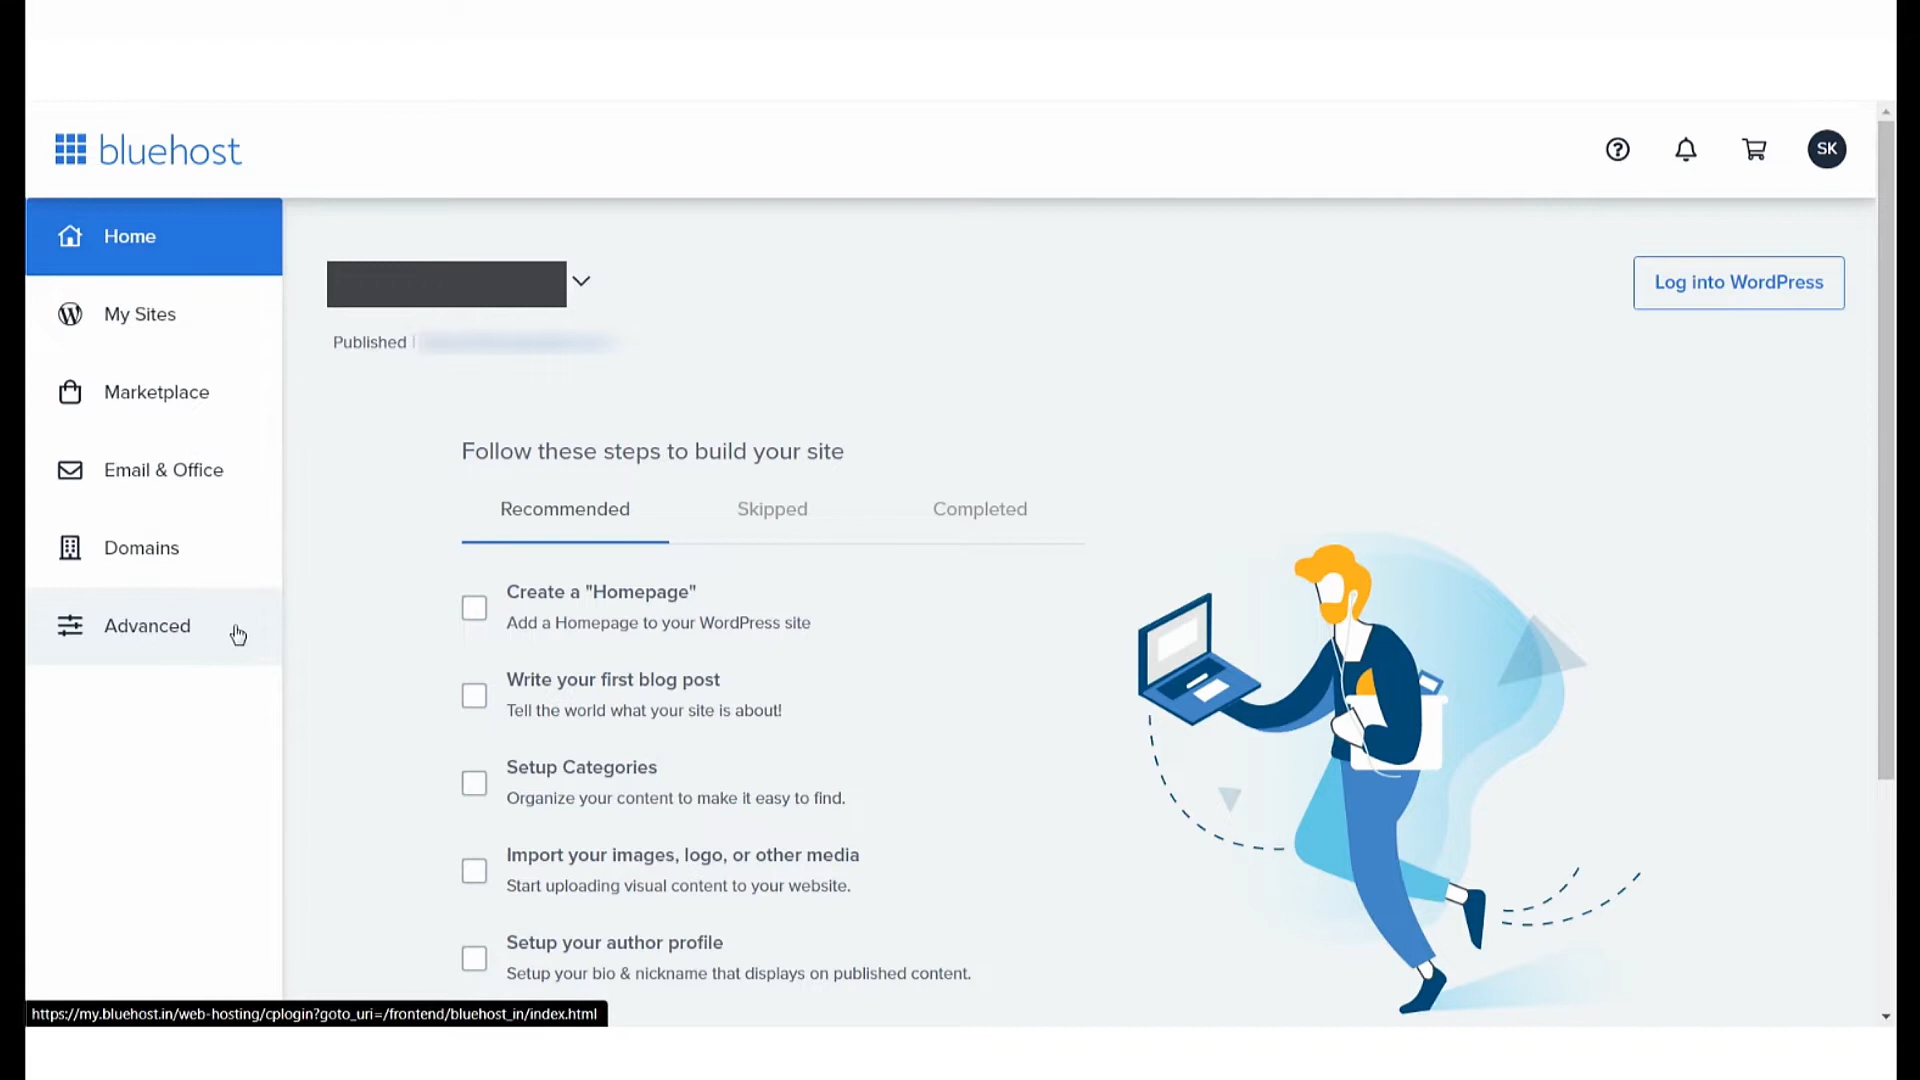 bluehost
SK
Home
My Sites
Marketplace
Email & Office
Domains
Advanced
Log into WordPress
Published |
Follow these steps to build your site
Recommended Skipped Completed
Create a "Homepage"
Add a Homepage to your WordPress site
Write your first blog post
Tell the world what your site is about!
Setup Categories
Organize your content to make it easy to find.
Import your images, logo, or other media
Start uploading visual content to your website.
Setup your author profile
Setup your bio & nickname that displays on published content.
https://my.bluehost.in/web-hosting/cplogin?goto_uri=/frontend/bluehost_in/index.html